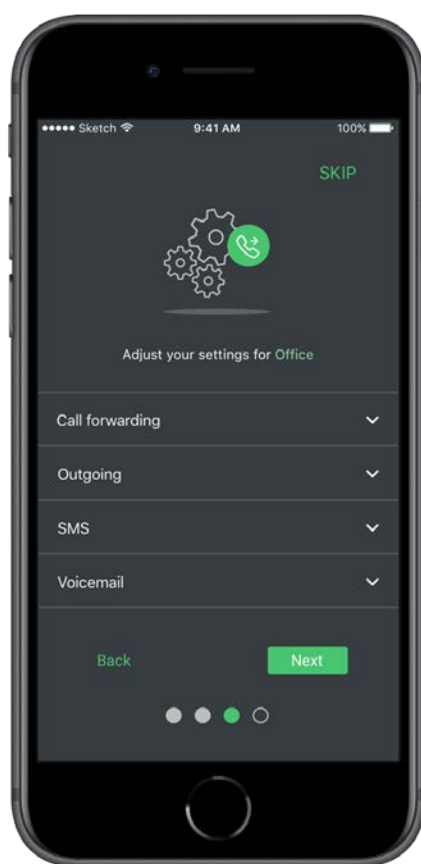 Sketch 9:41 AM 100%
SKIP
Adjust your settings for Office
Call forwarding
Outgoing
SMS
Voicemail
Back Next